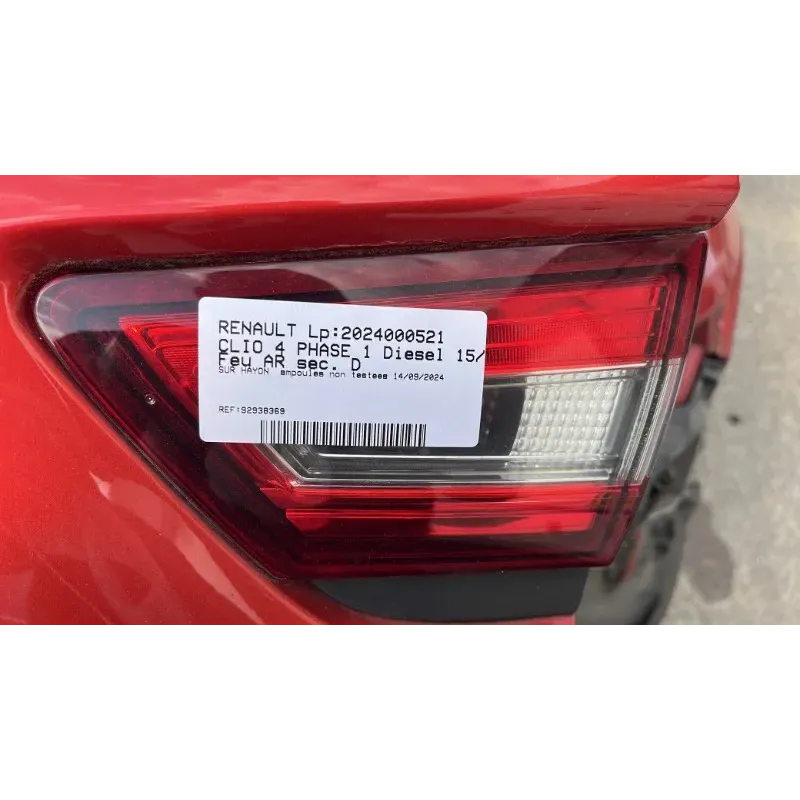 RENAULT Lp:2024000521
CLIO 4 PHASE 1 Diesel 15/
Feu AR sec. D
SUR HAYON ampoules non testees 14/09/2024
REF:92938369